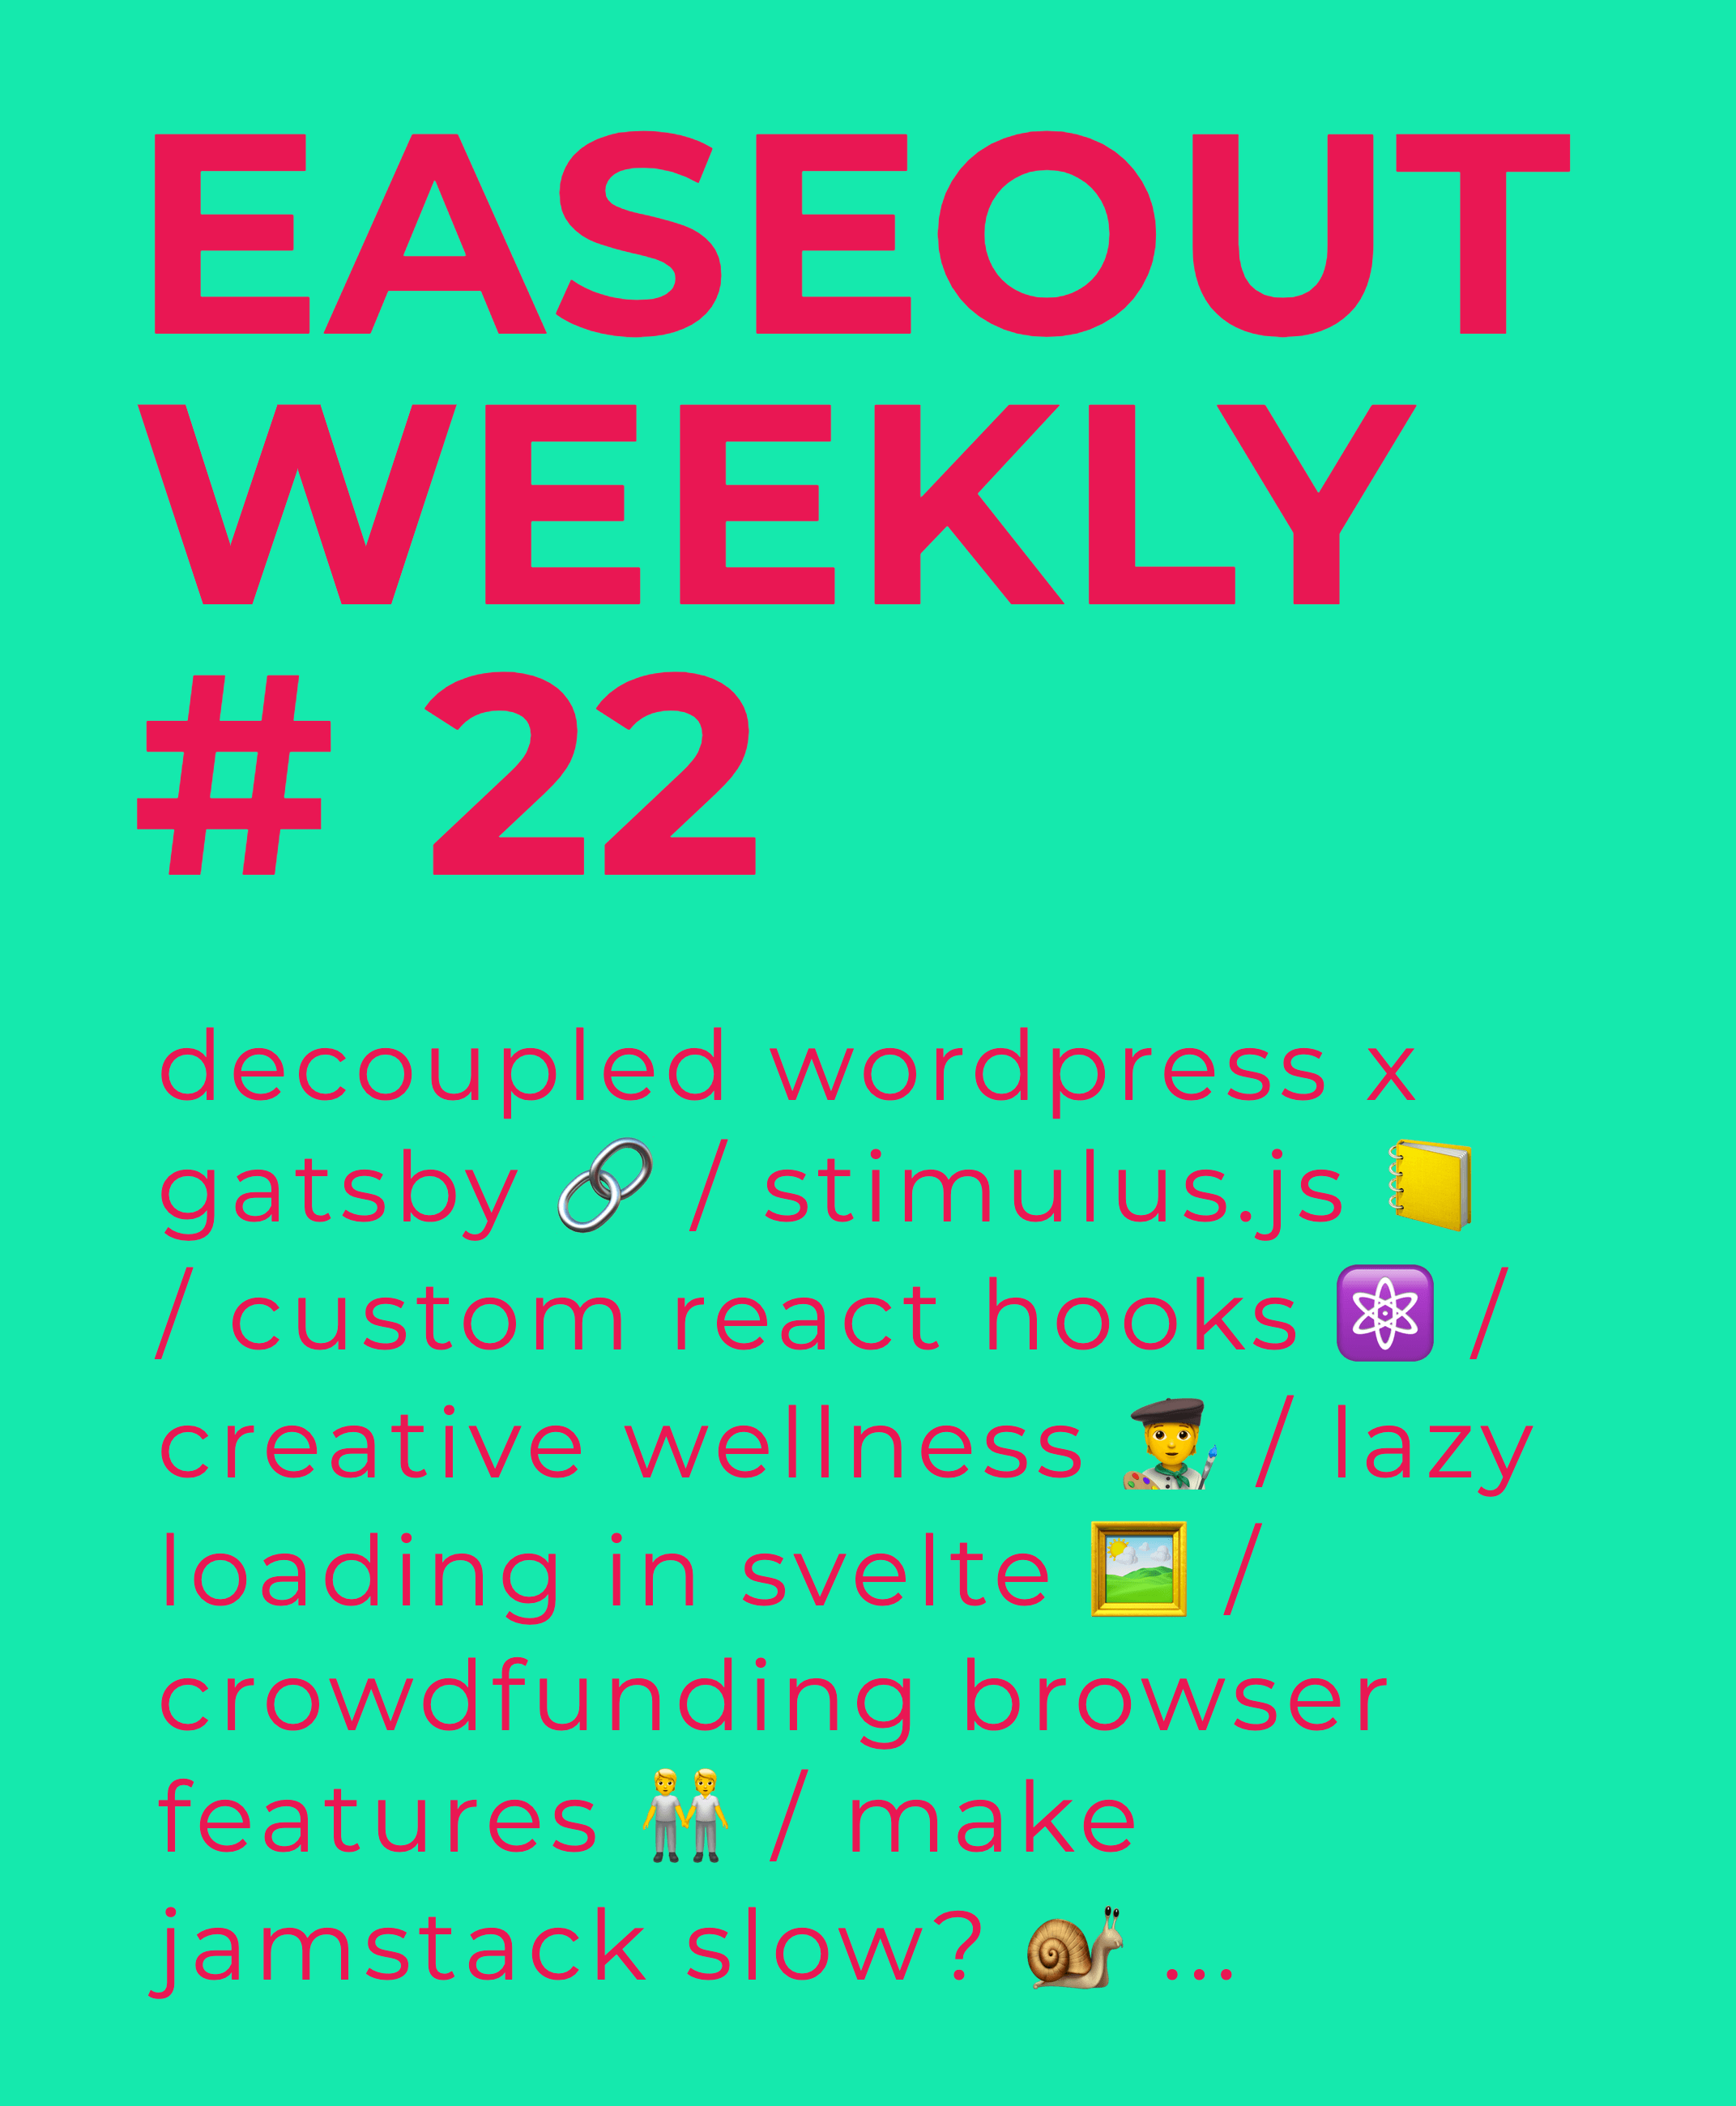 EASEOUT
WEEKLY
# 22
decoupled wordpress x
gatsby 🔗 / stimulus.js 📒
/ custom react hooks ⚛️ /
creative wellness 🧑‍🎨 / lazy
loading in svelte 🖼️ /
crowdfunding browser
features 🧑‍🤝‍🧑 / make
jamstack slow? 🐌 ...